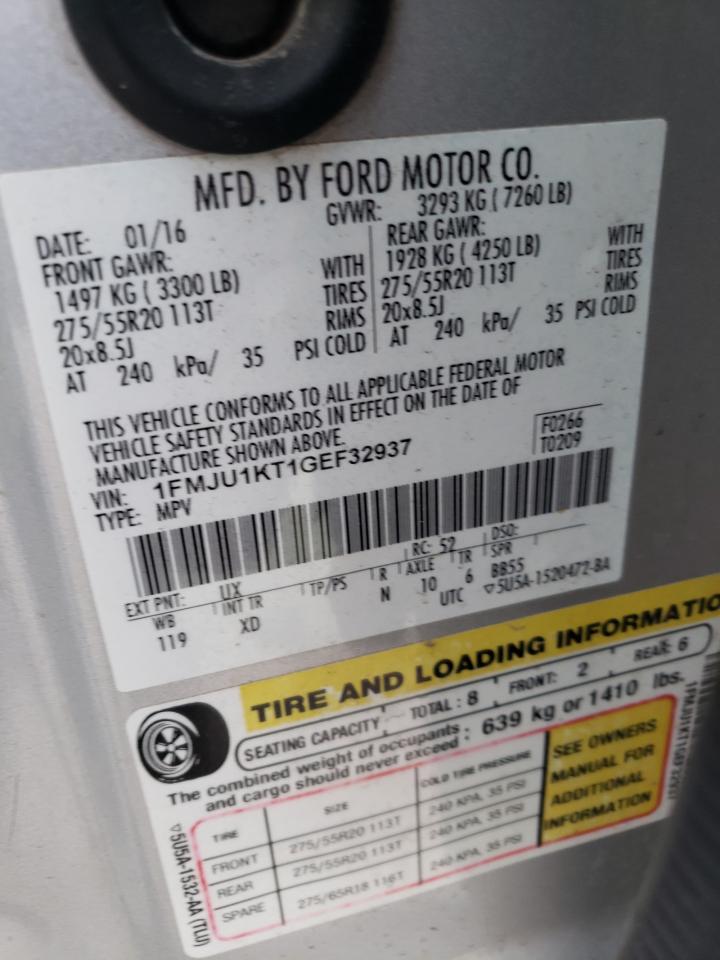 MFD. BY FORD MOTOR CO.
DATE: 01/16 GVWR: 3293 KG ( 7260 LB)
FRONT GAWR: REAR GAWR:
1497 KG ( 3300 LB) WITH 1928 KG ( 4250 LB) WITH
275/55R20 113T TIRES 275/55R20 113T TIRES
20x8.5J RIMS 20x8.5J RIMS
AT 240 kPa/ 35 PSI COLD AT 240 kPa/ 35 PSI COLD
THIS VEHICLE CONFORMS TO ALL APPLICABLE FEDERAL MOTOR
VEHICLE SAFETY STANDARDS IN EFFECT ON THE DATE OF
MANUFACTURE SHOWN ABOVE.
VIN: 1FMJU1KT1GEF32937 F0266
TYPE: MPV T0209
EXT PNT: UX RC: 52 DSO:
WB INT TR TP/PS R AXLE TR SPR
119 XD N 10 6 BB55
UTC ▽5U5A-1520472-BA
TIRE AND LOADING INFORMATIO
SEATING CAPACITY TOTAL : 8 FRONT: 2 REAR: 6
The combined weight of occupants : 639 kg or 1410 lbs.
and cargo should never exceed
TIRE SIZE COLD TIRE PRESSURE
FRONT 275/55R20 113T 240 KPA, 35 PSI
REAR 275/55R20 113T 240 KPA, 35 PSI
SPARE 275/65R18 116T 240 KPA, 35 PSI
SEE OWNERS
MANUAL FOR
ADDITIONAL
INFORMATION
▽5U5A-1532-AA (TLU)